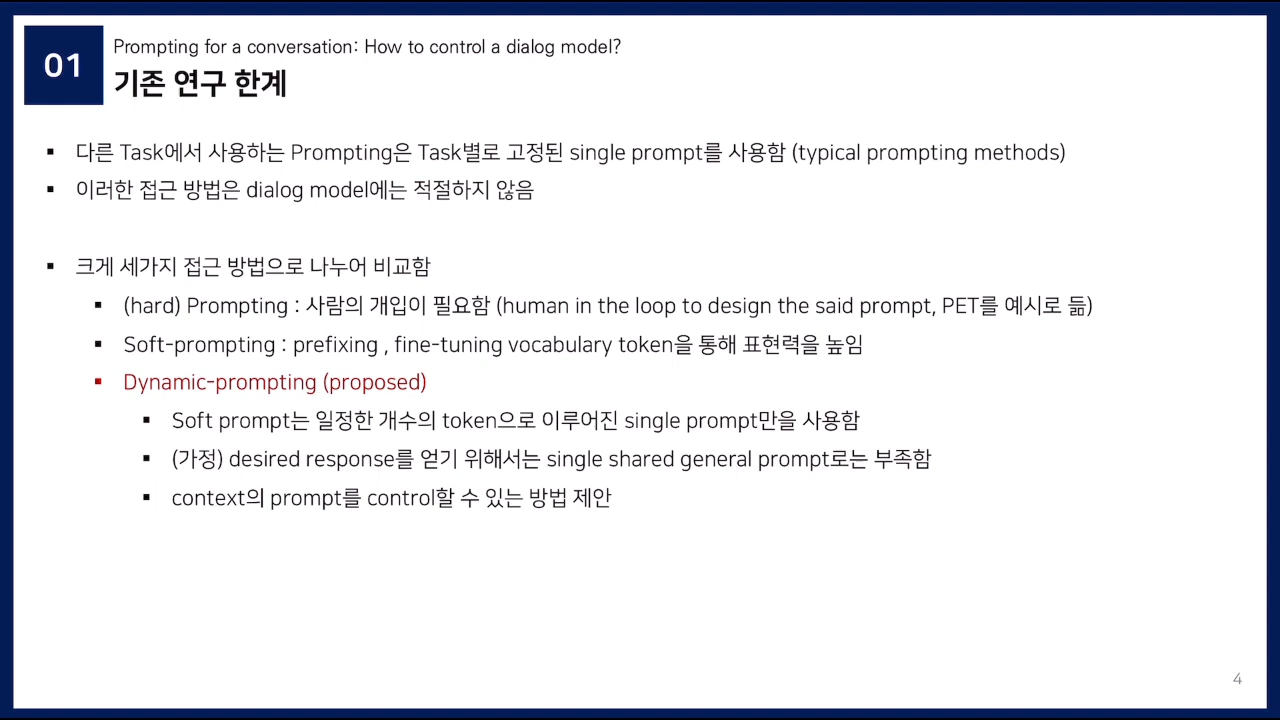 01
Prompting for a conversation: How to control a dialog model?
기존 연구 한계
▪ 다른 Task에서 사용하는 Prompting은 Task별로 고정된 single prompt를 사용함 (typical prompting methods)
▪ 이러한 접근 방법은 dialog model에는 적절하지 않음
▪ 크게 세가지 접근 방법으로 나누어 비교함
▪ (hard) Prompting : 사람의 개입이 필요함 (human in the loop to design the said prompt, PET를 예시로 듦)
▪ Soft-prompting : prefixing , fine-tuning vocabulary token을 통해 표현력을 높임
▪ Dynamic-prompting (proposed)
▪ Soft prompt는 일정한 개수의 token으로 이루어진 single prompt만을 사용함
▪ (가정) desired response를 얻기 위해서는 single shared general prompt로는 부족함
▪ context의 prompt를 control할 수 있는 방법 제안
4